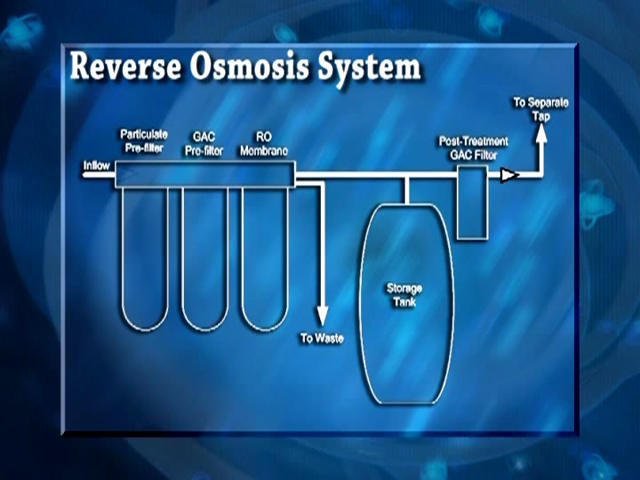 Reverse Osmosis System
To Separate
Tap
Particulate
Pre-filter
GAC
Pre-filter
RO
Membrane
Post-Treatment
GAC Filter
Inflow
Storage
Tank
To Waste